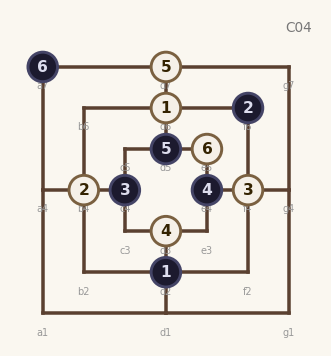 C04
6 5
a7 d7 g7
1 2
b6 d6 f6
5 6
c5 d5 e5
2 3 4 3
a4 b4 c4 e4 f4 g4
4
c3 d3 e3
1
b2 d2 f2
a1 d1 g1